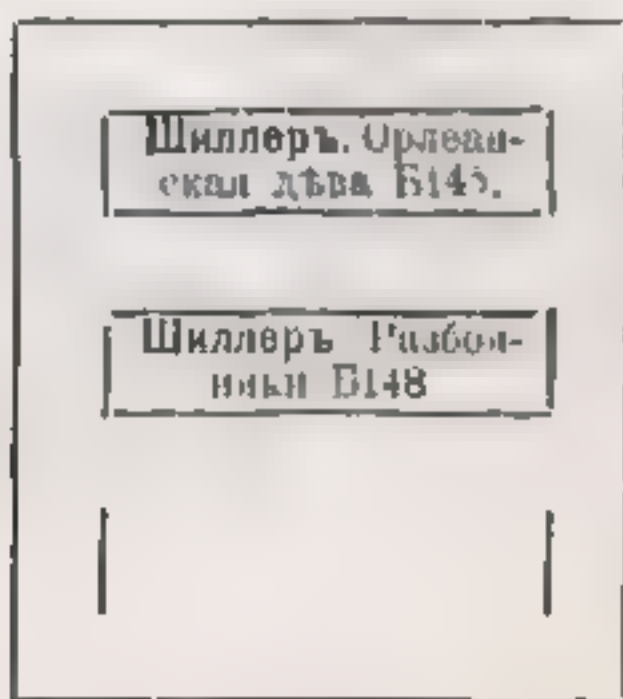 Шиллеръ. Орлеан-
ская дѣва Б145.
Шиллеръ Разбой-
ники Б148